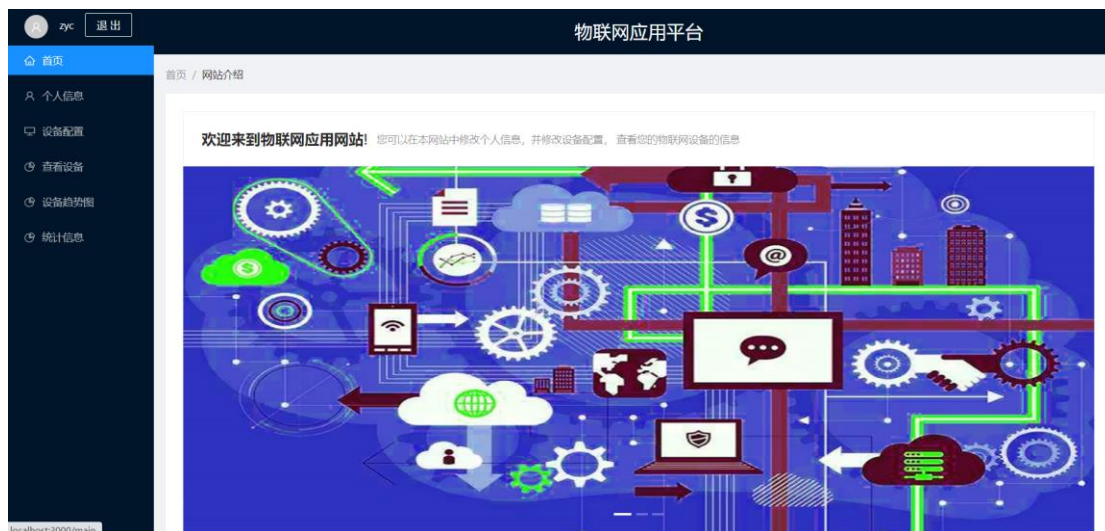 zyc 退 出
物联网应用平台
首页
个人信息
设备配置
查看设备
设备趋势图
统计信息
首页 / 网站介绍
欢迎来到物联网应用网站! 您可以在本网站中修改个人信息，并修改设备配置， 查看您的物联网设备的信息
$
$
@
localhost:3000/main